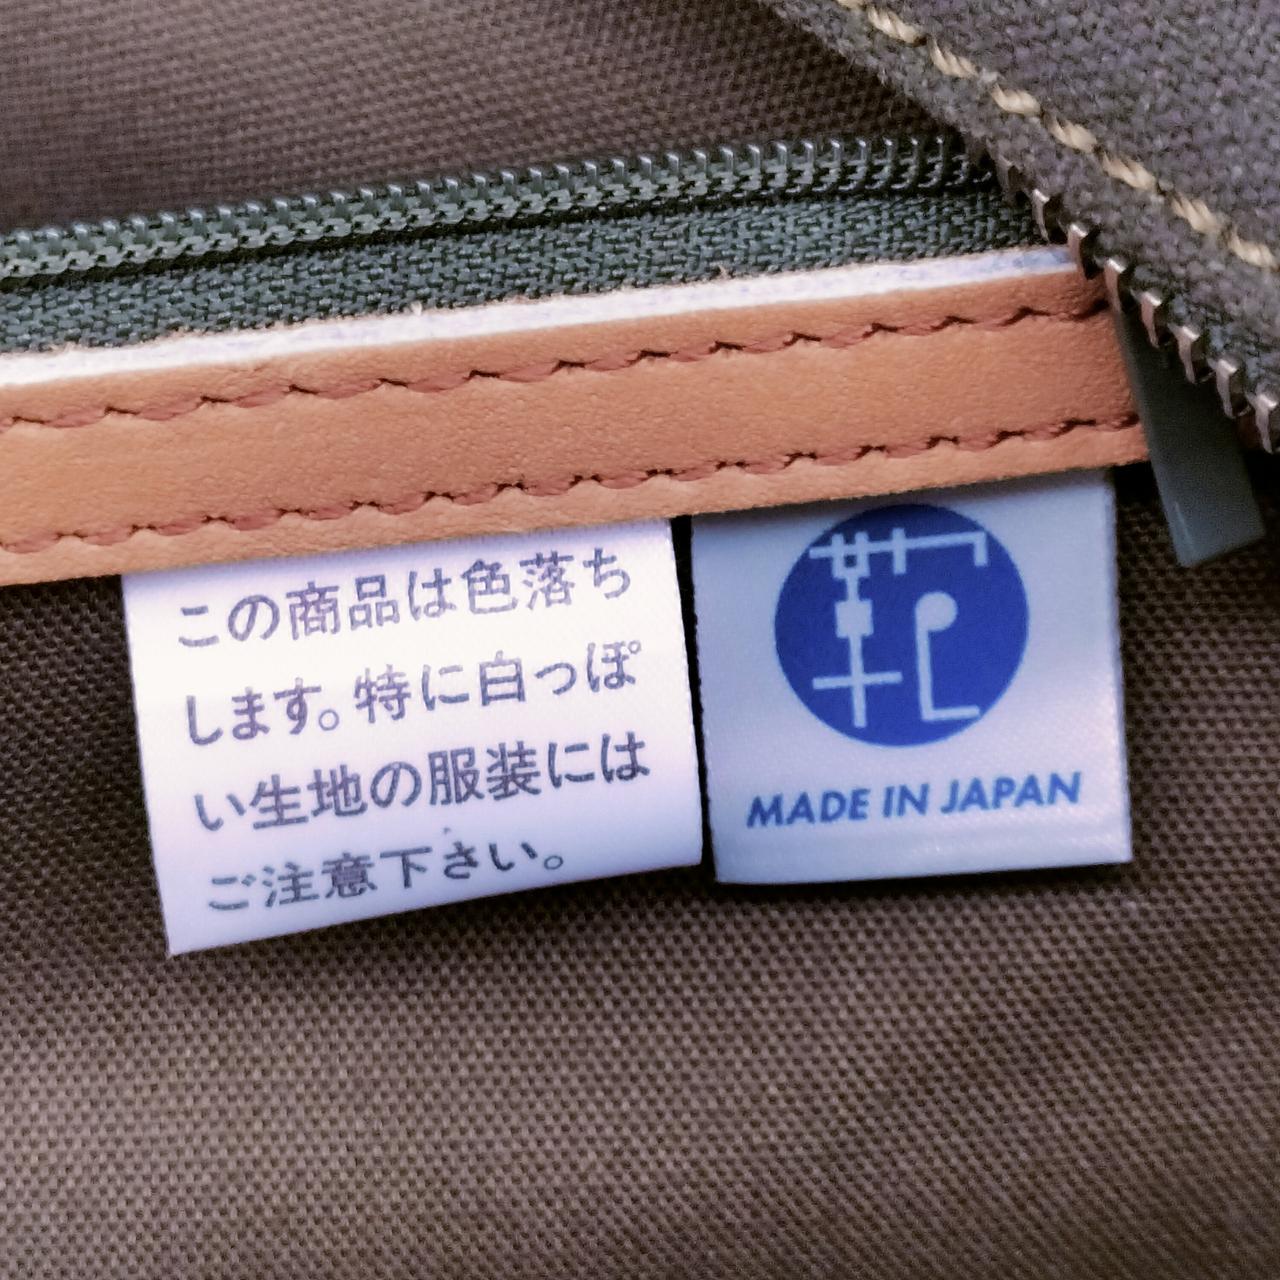 この商品は色落ち
します。特に白っぽ
い生地の服装には
ご注意下さい。
MADE IN JAPAN